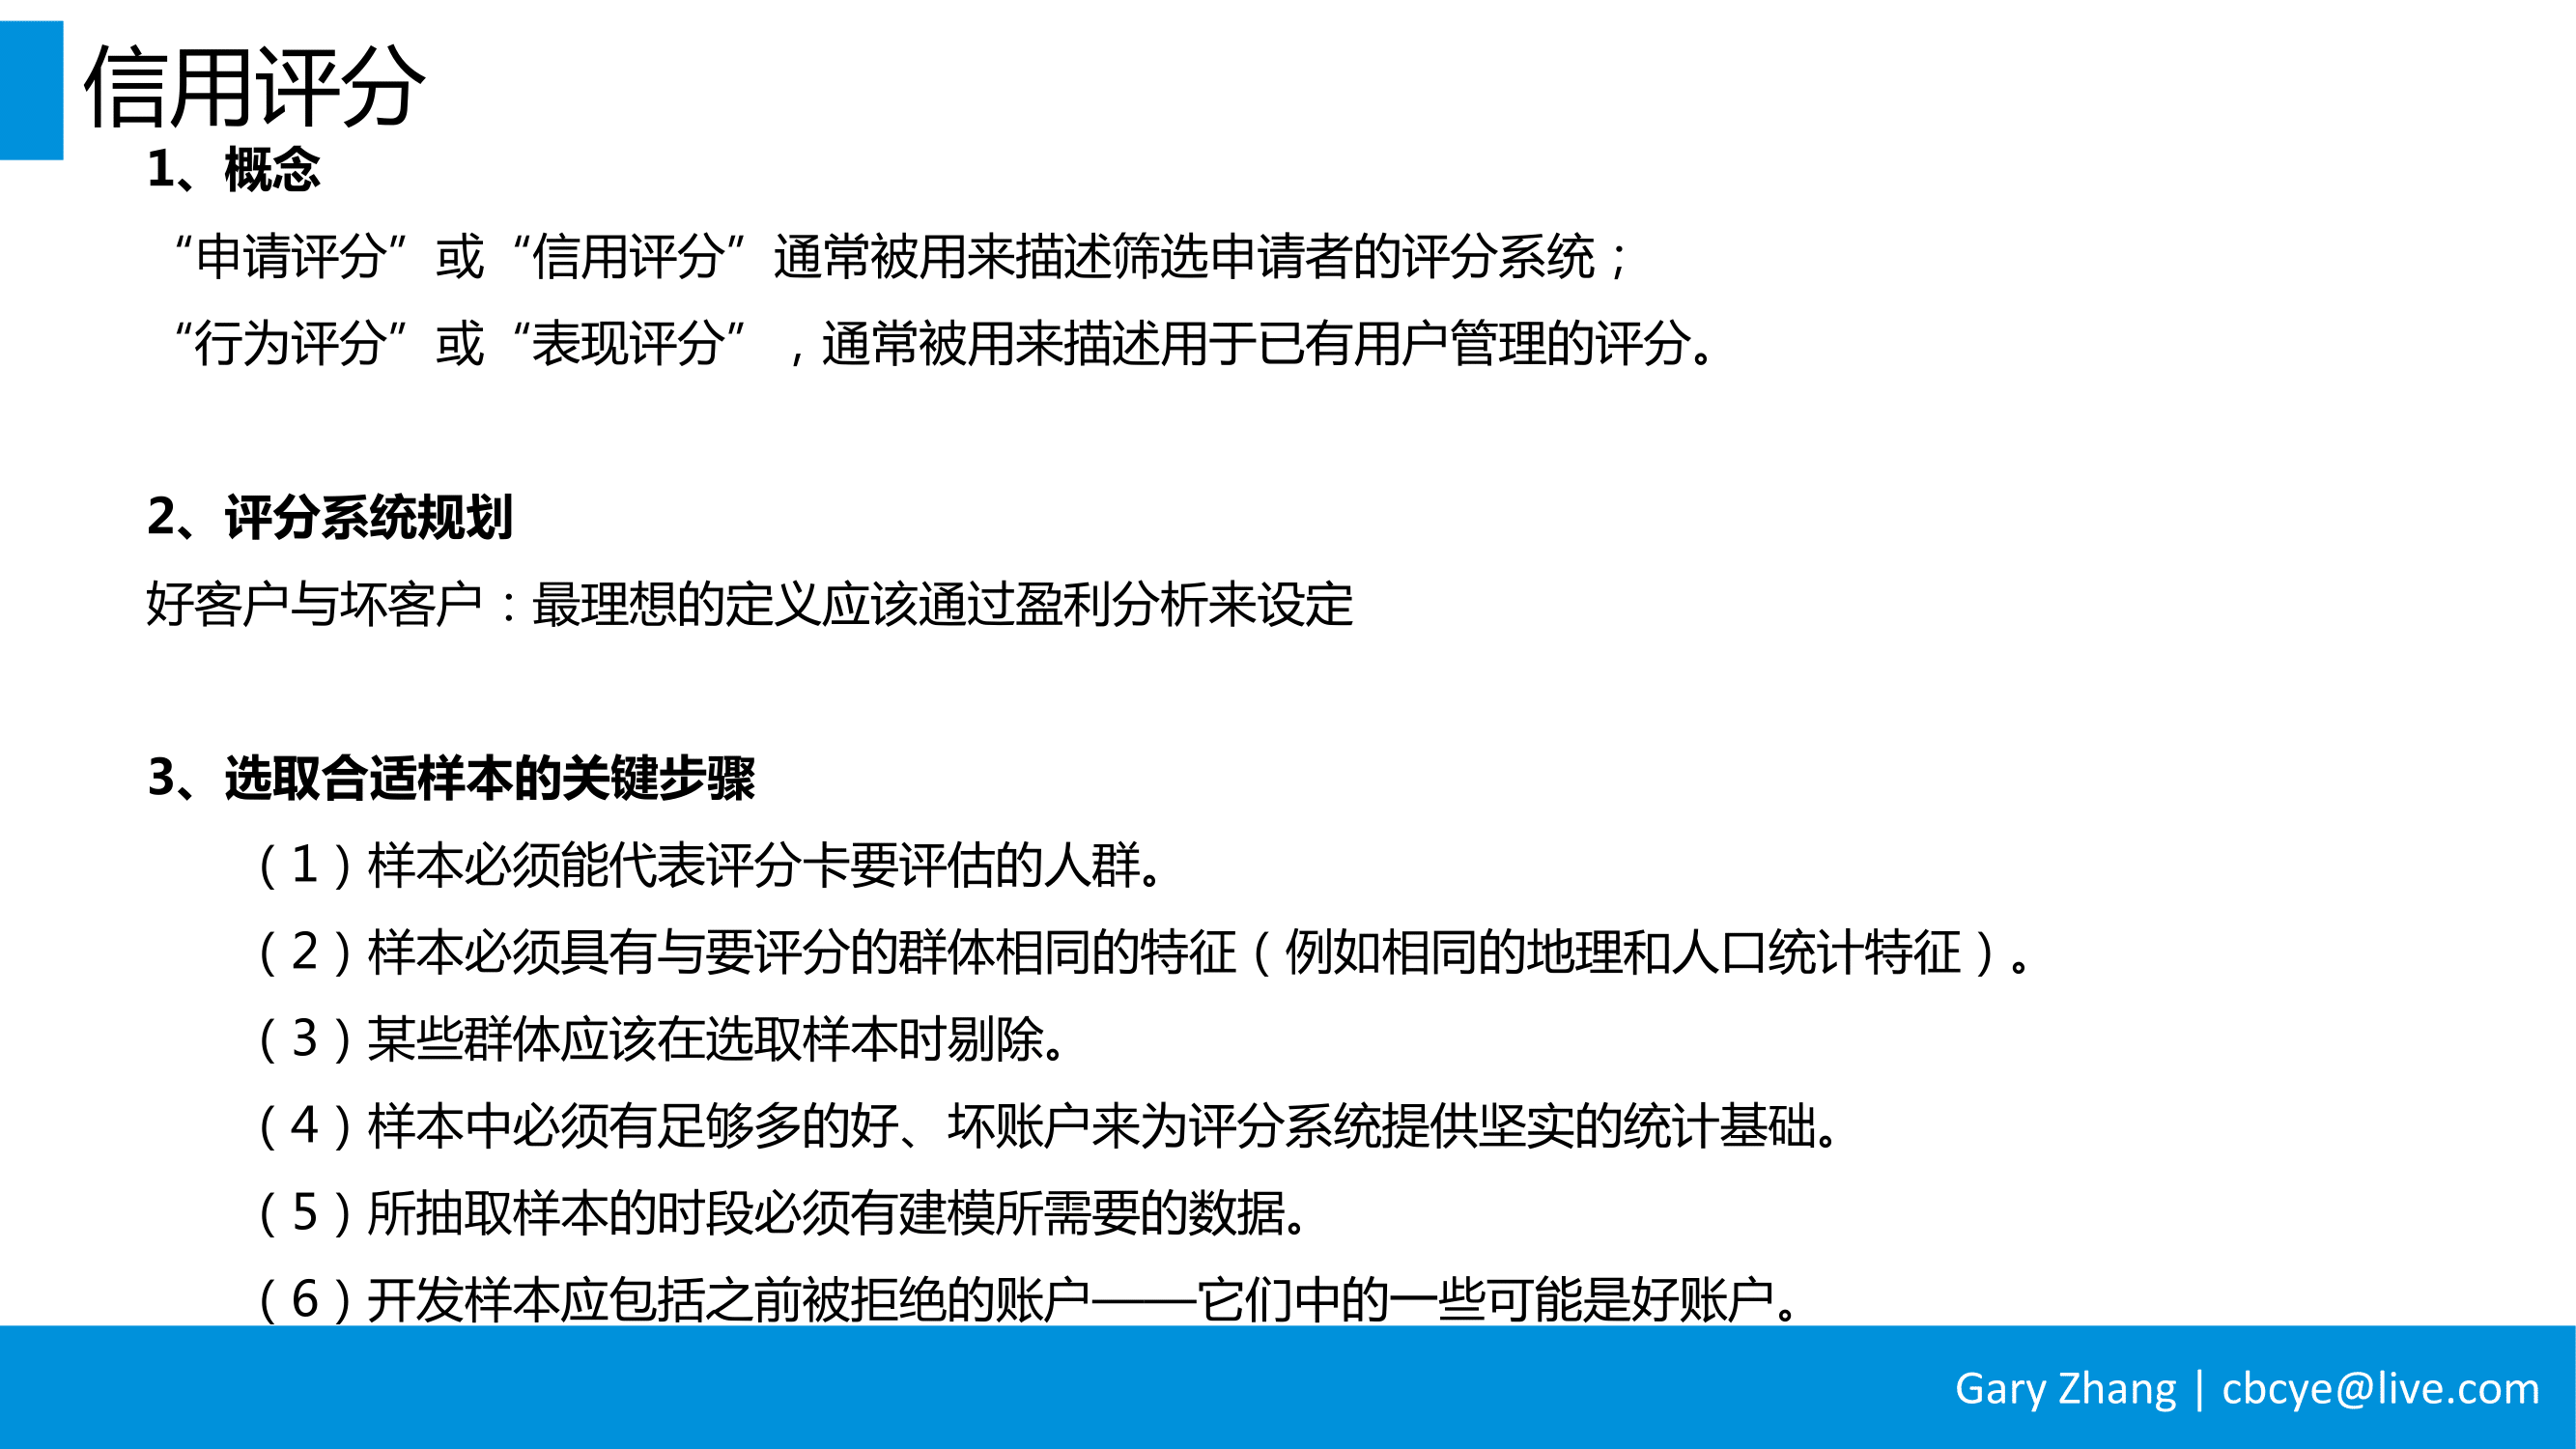 信用评分
1、概念
“申请评分”或“信用评分”通常被用来描述筛选申请者的评分系统；
“行为评分”或“表现评分”，通常被用来描述用于已有用户管理的评分。
2、评分系统规划
好客户与坏客户：最理想的定义应该通过盈利分析来设定
3、选取合适样本的关键步骤
（1）样本必须能代表评分卡要评估的人群。
（2）样本必须具有与要评分的群体相同的特征（例如相同的地理和人口统计特征）。
（3）某些群体应该在选取样本时剔除。
（4）样本中必须有足够多的好、坏账户来为评分系统提供坚实的统计基础。
（5）所抽取样本的时段必须有建模所需要的数据。
（6）开发样本应包括之前被拒绝的账户——它们中的一些可能是好账户。
Gary Zhang | cbcye@live.com